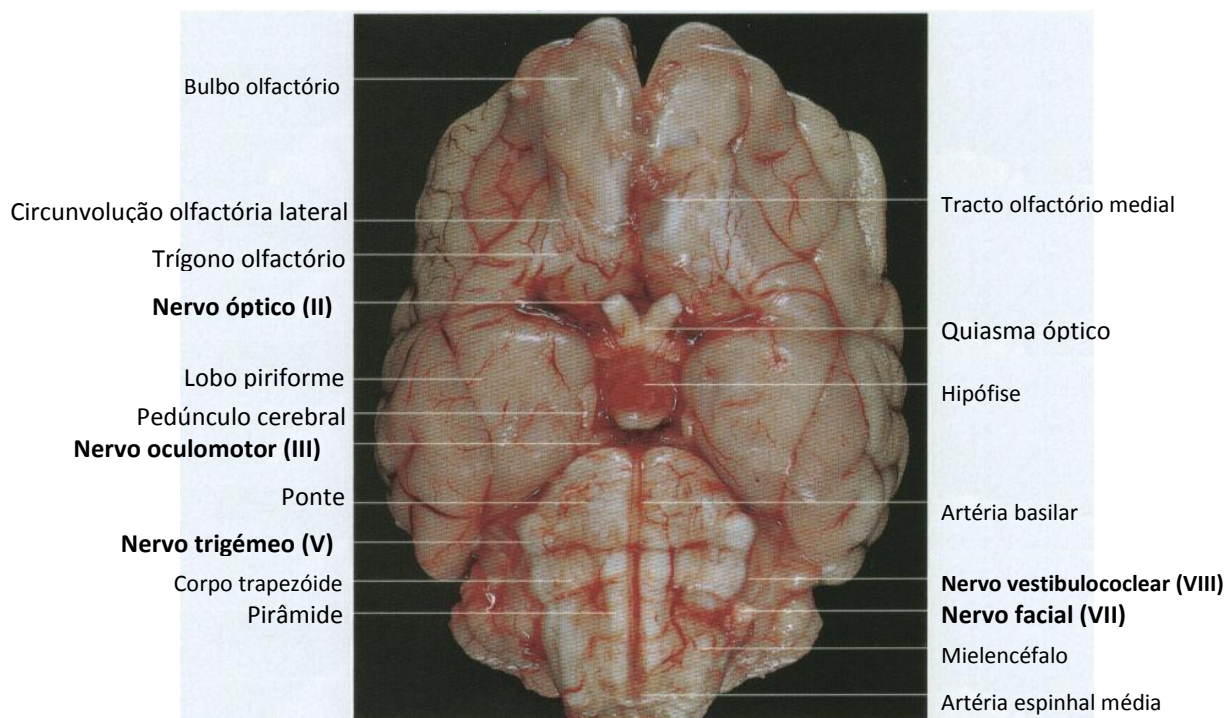 Bulbo olfactório
Circunvolução olfactória lateral
Trígono olfactório
Nervo óptico (II)
Lobo piriforme
Pedúnculo cerebral
Nervo oculomotor (III)
Ponte
Nervo trigémeo (V)
Corpo trapezóide
Pirâmide
Tracto olfactório medial
Quiasma óptico
Hipófise
Artéria basilar
Nervo vestibulococlear (VIII)
Nervo facial (VII)
Mielencéfalo
Artéria espinhal média